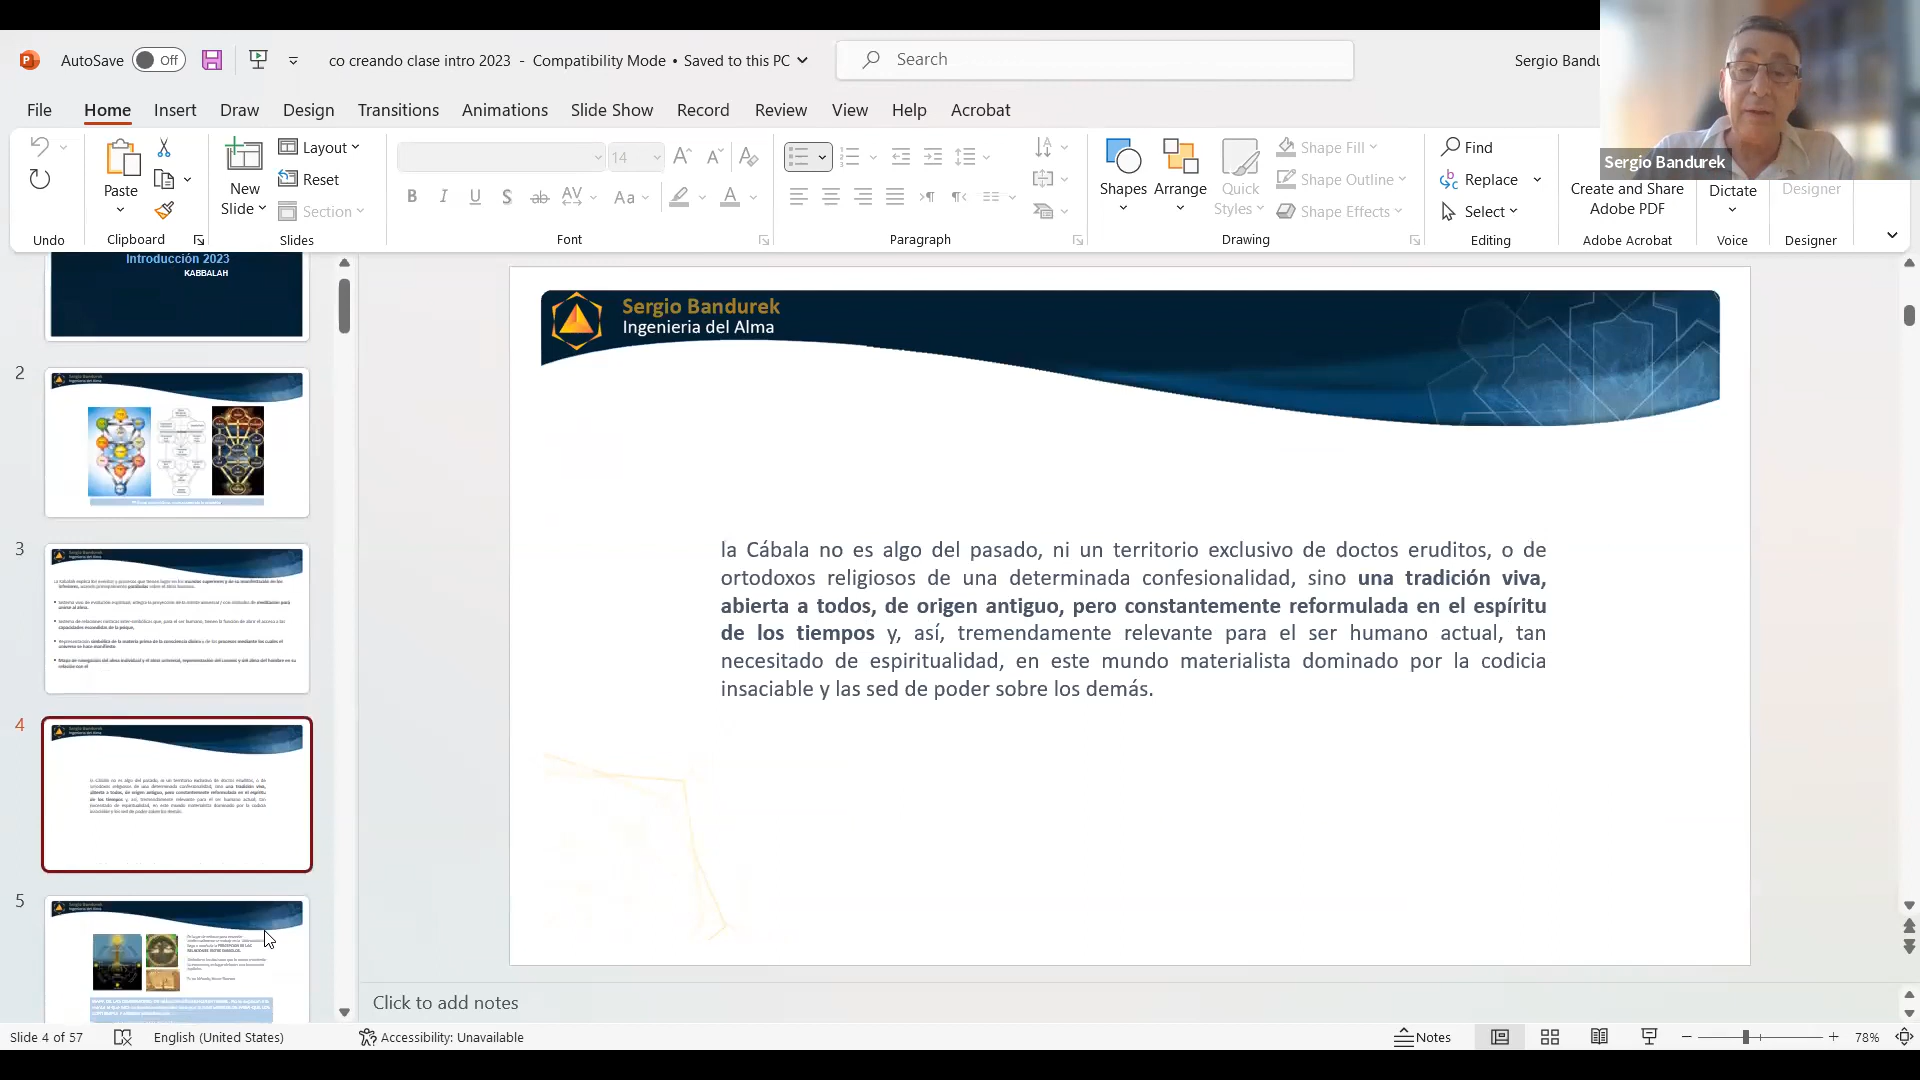 AutoSave Off co creando clase intro 2023 - Compatibility Mode • Saved to this PC Search Sergio Bandu
File Home Insert Draw Design Transitions Animations Slide Show Record Review View Help Acrobat
Sergio Bandurek
Paste
New
Slide
Layout
Reset
Section
14
Shapes
Arrange
Quick
Styles
Shape Fill
Shape Outline
Shape Effects
Find
Replace
Select
Create and Share
Adobe PDF
Dictate
Designer
Undo Clipboard Slides Font Paragraph Drawing Editing Adobe Acrobat Voice Designer
Introducción 2023
KABBALAH
2
3
4
5
Sergio Bandurek
Ingenieria del Alma
la Cábala no es algo del pasado, ni un territorio exclusivo de doctos eruditos, o de
ortodoxos religiosos de una determinada confesionalidad, sino una tradición viva,
abierta a todos, de origen antiguo, pero constantemente reformulada en el espíritu
de los tiempos y, así, tremendamente relevante para el ser humano actual, tan
necesitado de espiritualidad, en este mundo materialista dominado por la codicia
insaciable y las sed de poder sobre los demás.
Click to add notes
Slide 4 of 57 English (United States) Accessibility: Unavailable Notes 78%